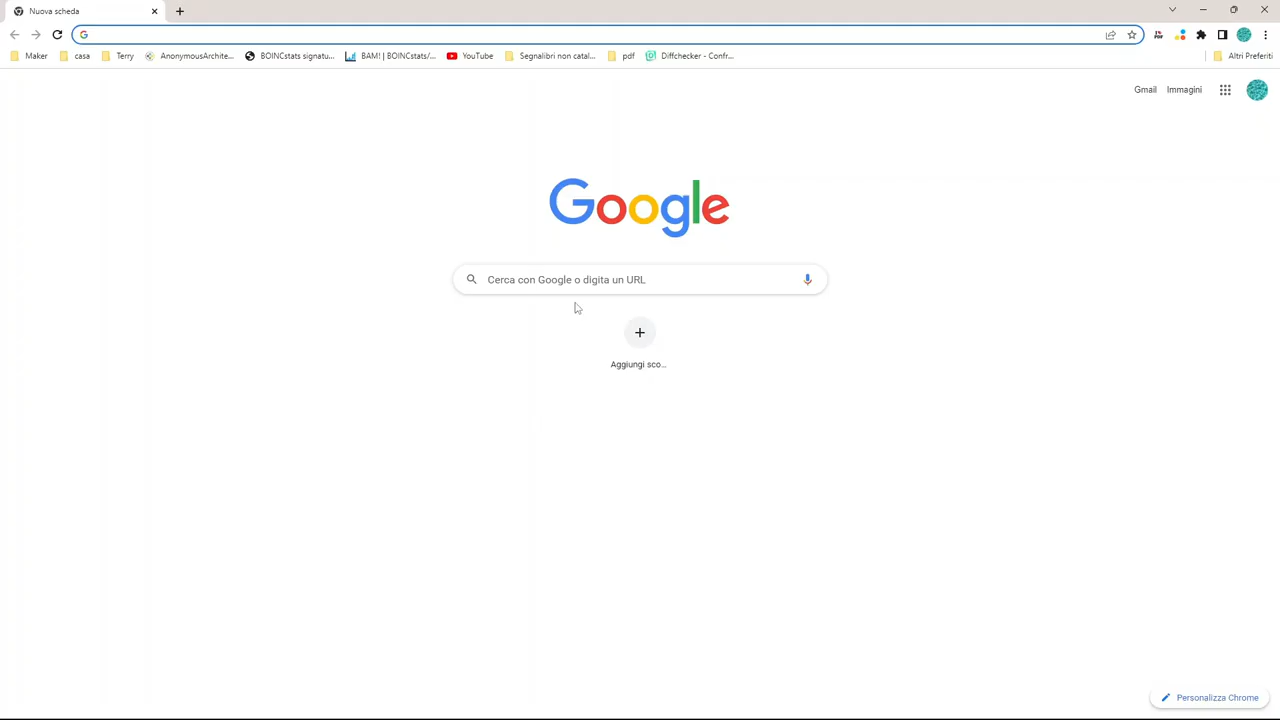 Nuova scheda
Maker casa Terry AnonymousArchite... BOINCstats signatu... BAM! | BOINCstats/... YouTube Segnalibri non catal... pdf Diffchecker - Confr... Altri Preferiti
Gmail Immagini
Google
Cerca con Google o digita un URL
Aggiungi sco...
Personalizza Chrome